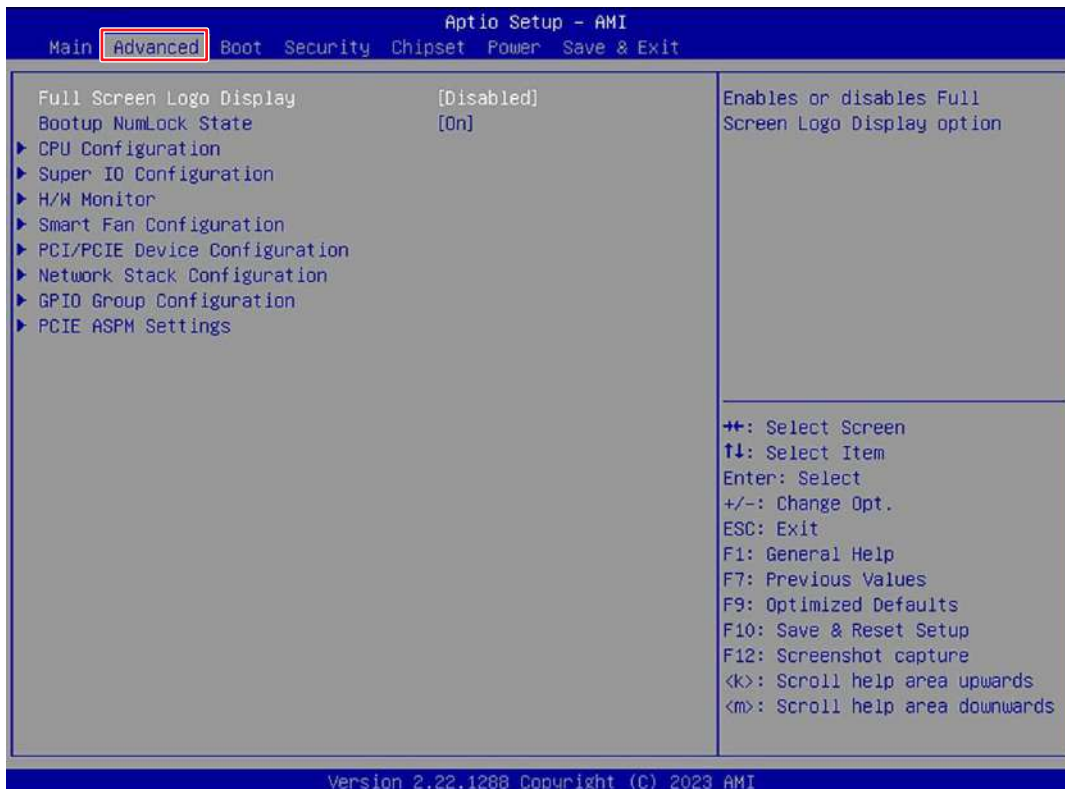 Aptio Setup – AMI
Main Advanced Boot Security Chipset Power Save & Exit
Full Screen Logo Display [Disabled]
Bootup NumLock State [On]
▶ CPU Configuration
▶ Super IO Configuration
▶ H/W Monitor
▶ Smart Fan Configuration
▶ PCI/PCIE Device Configuration
▶ Network Stack Configuration
▶ GPIO Group Configuration
▶ PCIE ASPM Settings
Enables or disables Full
Screen Logo Display option
→←: Select Screen
↑↓: Select Item
Enter: Select
+/-: Change Opt.
ESC: Exit
F1: General Help
F7: Previous Values
F9: Optimized Defaults
F10: Save & Reset Setup
F12: Screenshot capture
<k>: Scroll help area upwards
<m>: Scroll help area downwards
Version 2.22.1288 Copyright (C) 2023 AMI